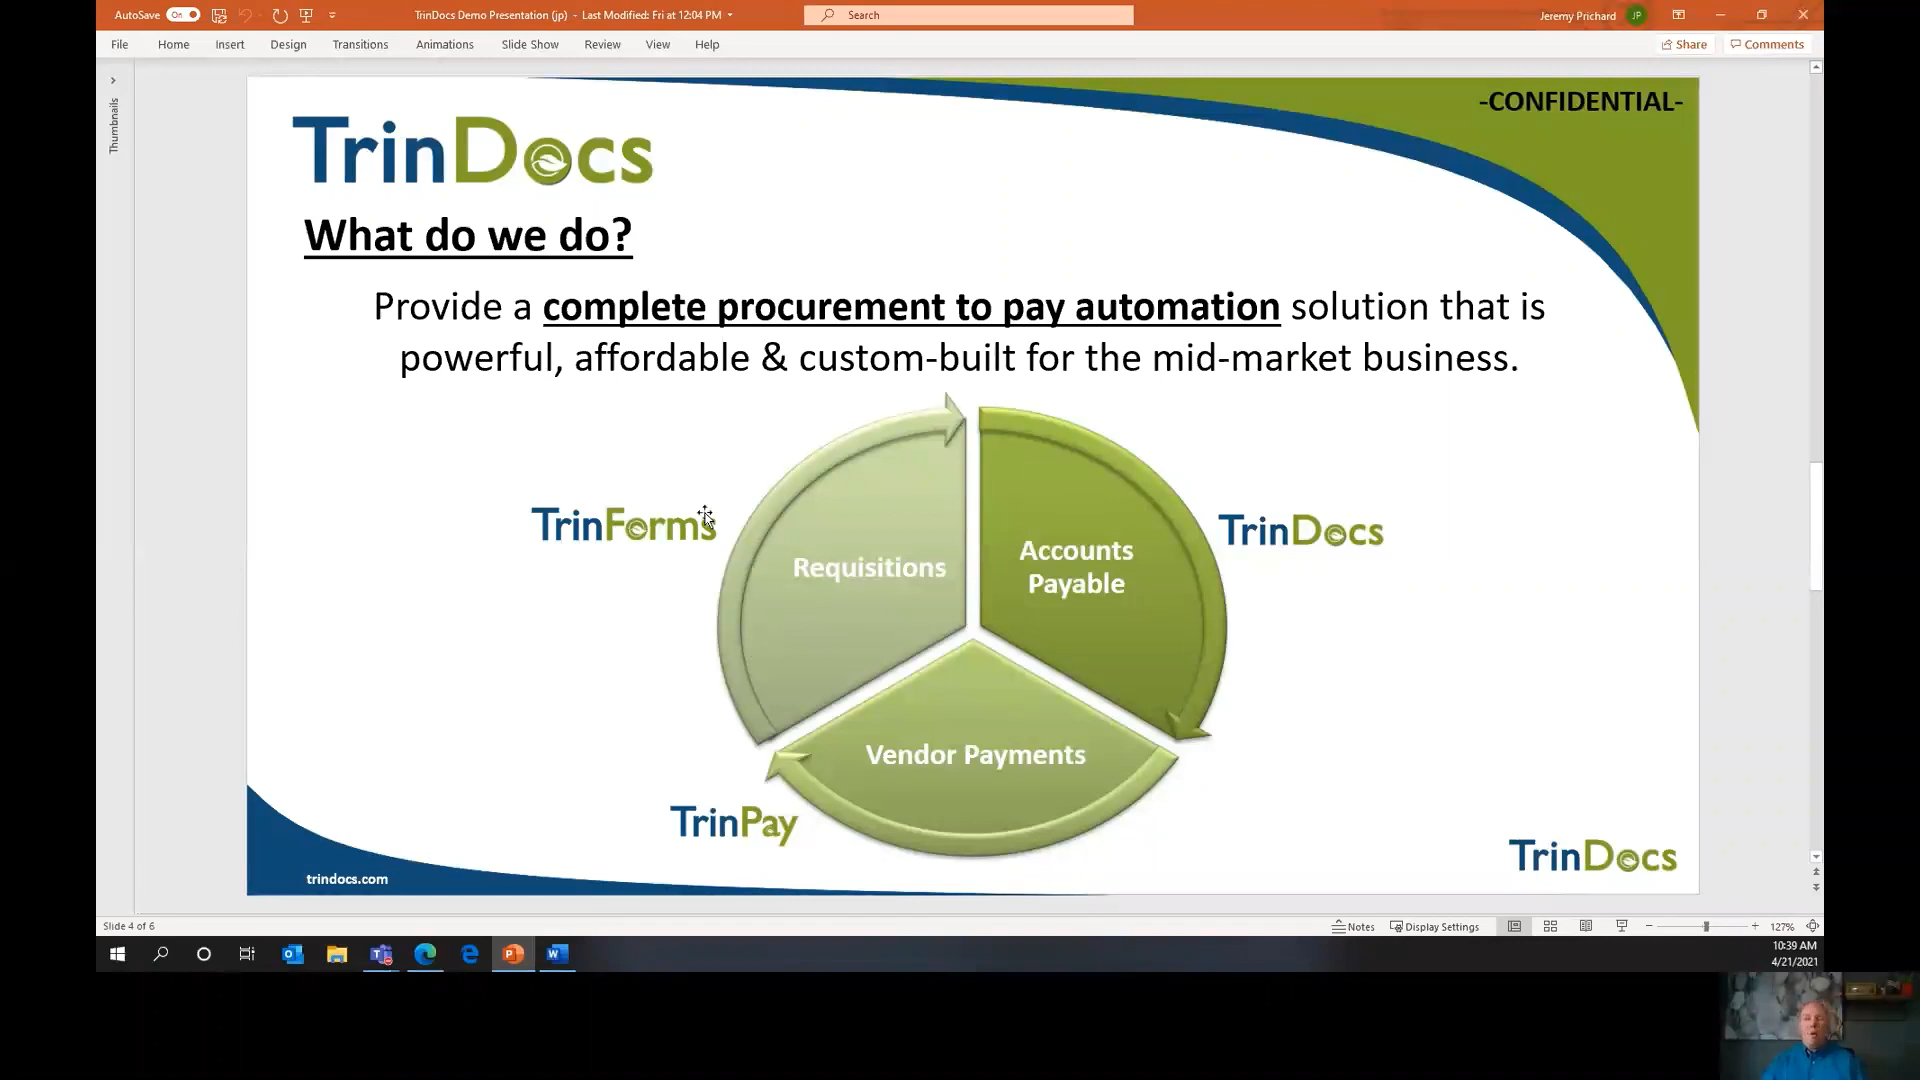 AutoSave On
TrinDocs Demo Presentation (jp) - Last Modified: Fri at 12:04 PM
Search
Jeremy Prichard JP
File Home Insert Design Transitions Animations Slide Show Review View Help
Share Comments
Thumbnails
-CONFIDENTIAL-
TrinDocs
What do we do?
Provide a complete procurement to pay automation solution that is
powerful, affordable & custom-built for the mid-market business.
TrinForms
Requisitions
Accounts
Payable
TrinDocs
Vendor Payments
TrinPay
trindocs.com
TrinDocs
Slide 4 of 6
Notes Display Settings 127%
10:39 AM
4/21/2021